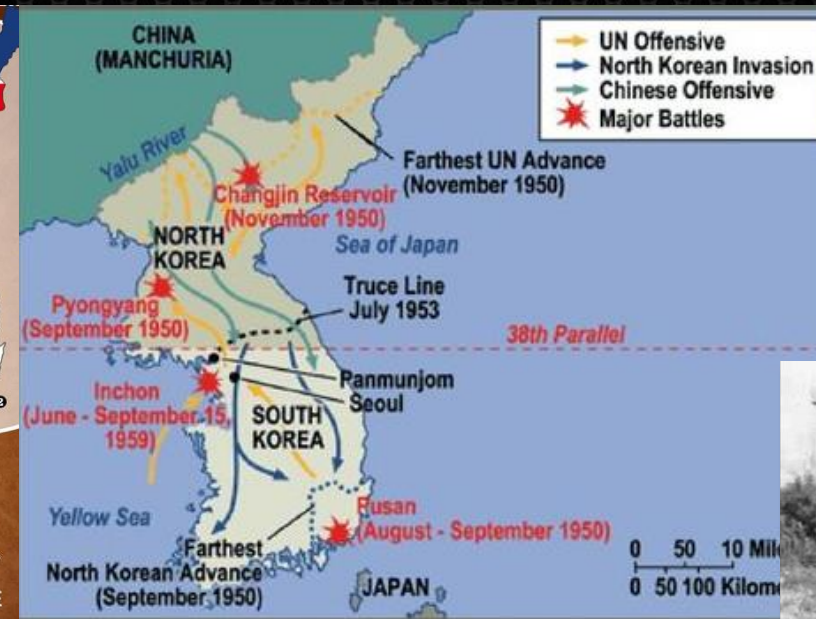 CHINA
(MANCHURIA)
UN Offensive
North Korean Invasion
Chinese Offensive
Major Battles
Yalu River
Farthest UN Advance
(November 1950)
Changjin Reservoir
(November 1950)
NORTH
KOREA
Sea of Japan
Truce Line
July 1953
Pyongyang
(September 1950)
38th Parallel
Panmunjom
Seoul
Inchon
(June - September 15,
1959)
SOUTH
KOREA
Yellow Sea
Pusan
(August - September 1950)
Farthest
North Korean Advance
(September 1950)
JAPAN
0 50 10
0 50 100